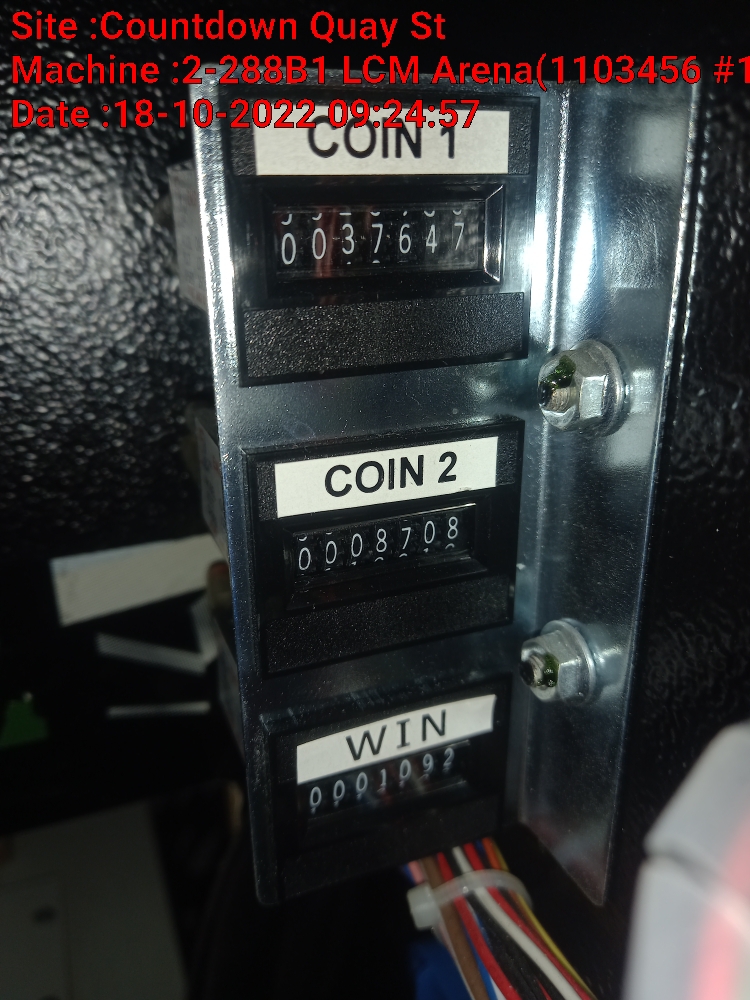 Site :Countdown Quay St
Machine :2-288B1 LCM Arena(1103456 #1
Date :18-10-2022 09:24:57
COIN 1
0037647
COIN 2
0008708
WIN
0001092